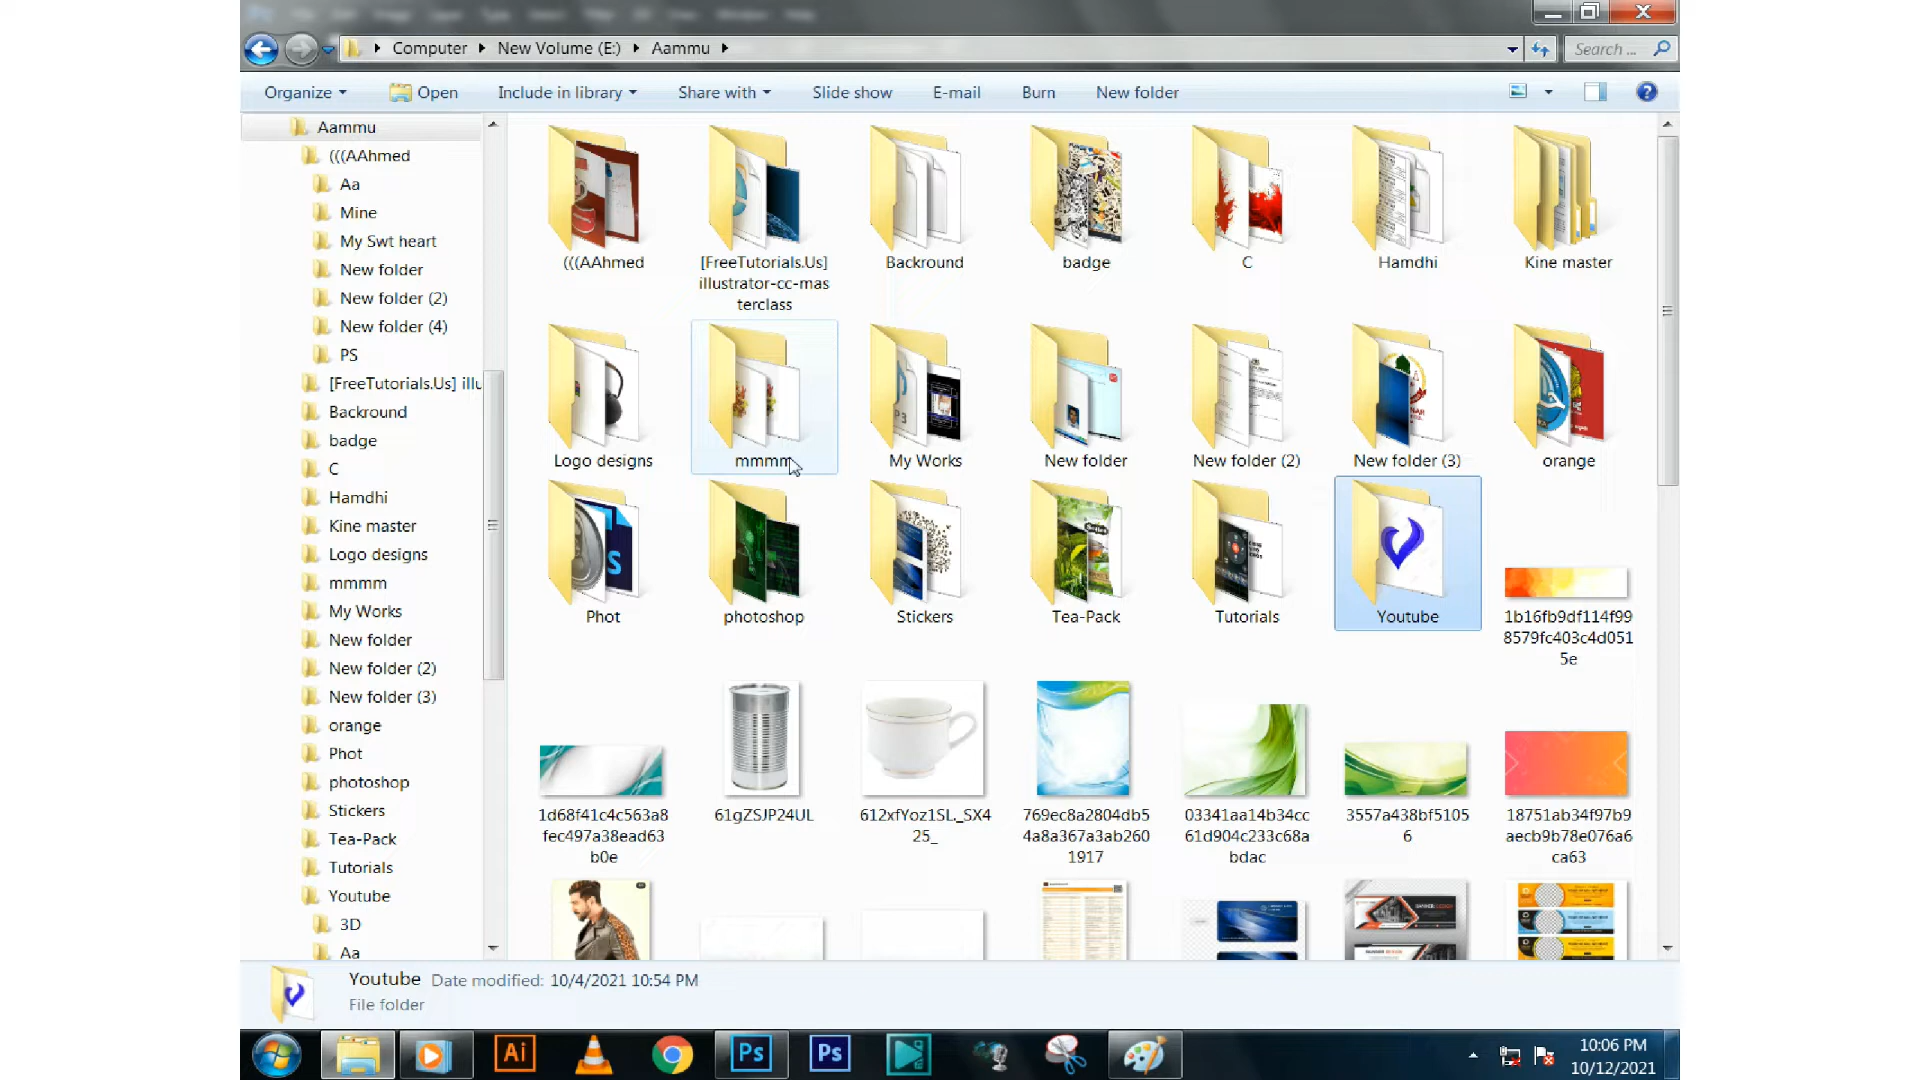 Computer New Volume (E:) Aammu
Search ...
Organize Open Include in library Share with Slide show E-mail Burn New folder
Aammu
(((AAhmed
Aa
Mine
My Swt heart
New folder
New folder (2)
New folder (4)
PS
[FreeTutorials.Us] illu
Backround
badge
C
Hamdhi
Kine master
Logo designs
mmmm
My Works
New folder
New folder (2)
New folder (3)
orange
Phot
photoshop
Stickers
Tea-Pack
Tutorials
Youtube
3D
Aa
(((AAhmed
[FreeTutorials.Us]
illustrator-cc-mas
terclass
Backround
badge
C
Hamdhi
Kine master
Logo designs
mmmm
My Works
New folder
New folder (2)
New folder (3)
orange
Phot
photoshop
Stickers
Tea-Pack
Tutorials
Youtube
1b16fb9df114f99
8579fc403c4d051
5e
1d68f41c4c563a8
fec497a38ead63
b0e
61gZSJP24UL
612xfYoz1SL._SX4
25_
769ec8a2804db5
4a8a367a3ab260
1917
03341aa14b34cc
61d904c233c68a
bdac
3557a438bf5105
6
18751ab34f97b9
aecb9b78e076a6
ca63
Youtube Date modified: 10/4/2021 10:54 PM
File folder
Ai Ps Ps
10:06 PM
10/12/2021